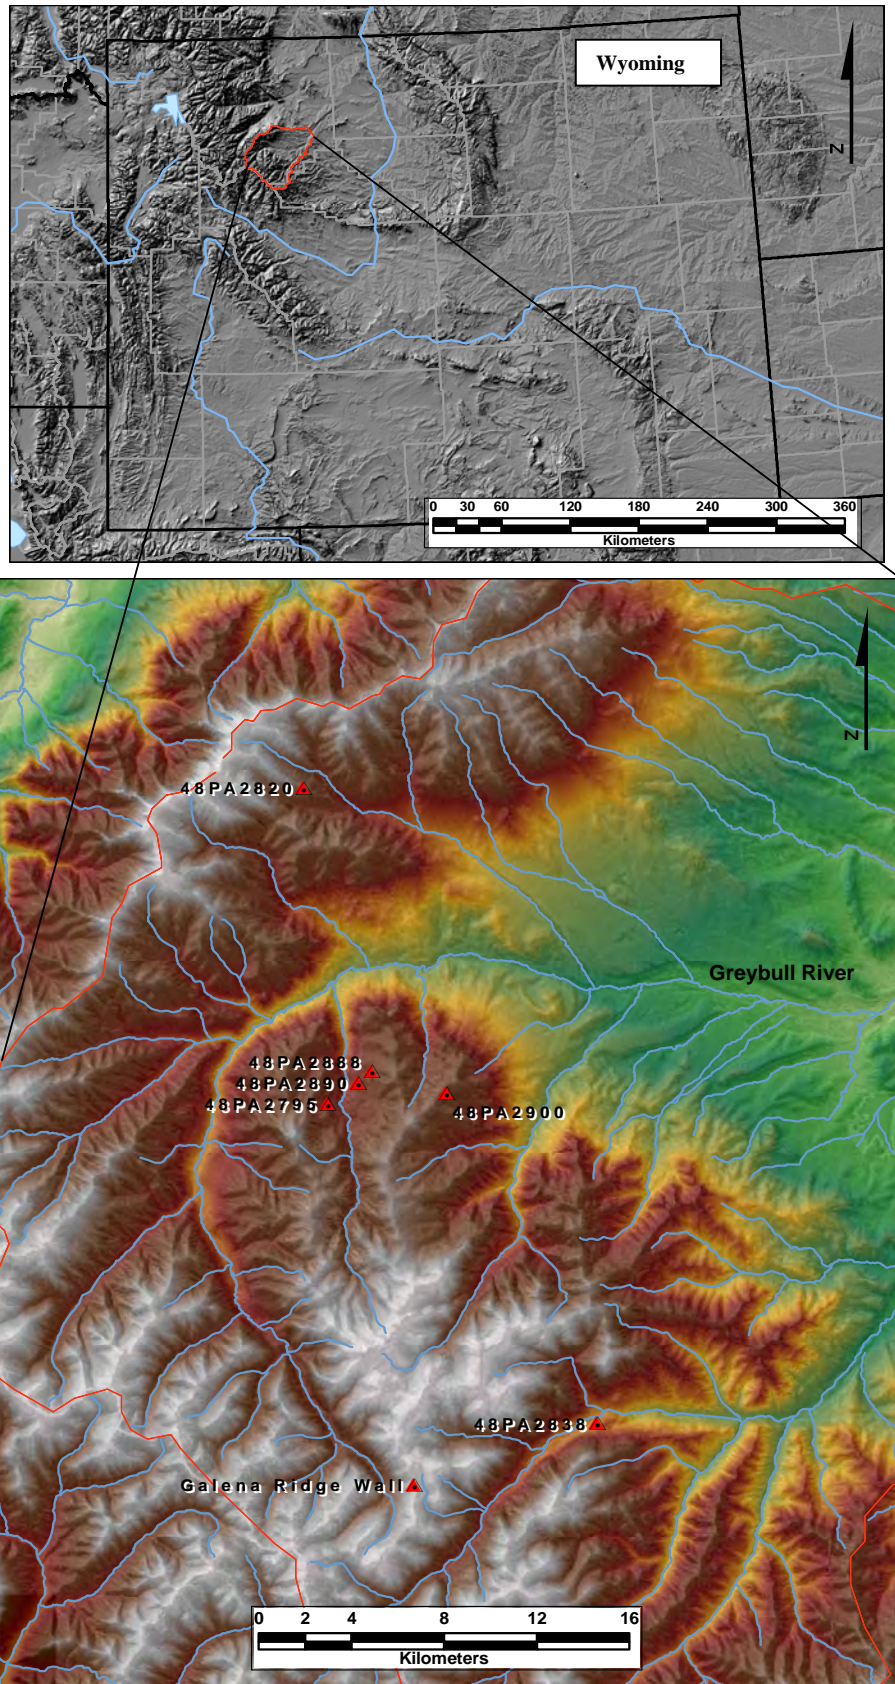 Wyoming
N
0 30 60 120 180 240 300 360
Kilometers
N
48PA2820
Greybull River
48PA2888
48PA2890
48PA2795
48PA2900
48PA2838
Galena Ridge Wall
0 2 4 8 12 16
Kilometers